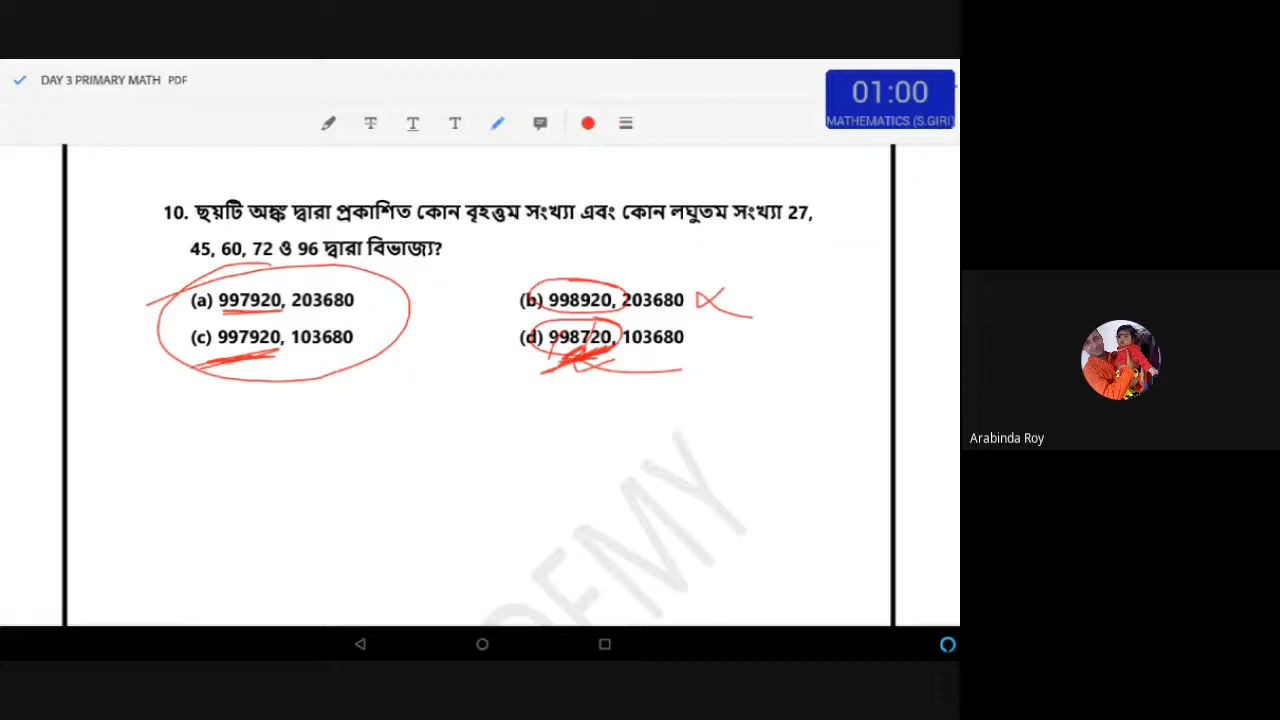 DAY 3 PRIMARY MATH PDF
01:00
MATHEMATICS (S.GIRI)
T T T
10. ছয়টি অঙ্ক দ্বারা প্রকাশিত কোন বৃহত্তম সংখ্যা এবং কোন লঘুতম সংখ্যা 27,
45, 60, 72 ও 96 দ্বারা বিভাজ্য?
(a) 997920, 203680 (b) 998920, 203680
(c) 997920, 103680 (d) 998720, 103680
Arabinda Roy
DEMY